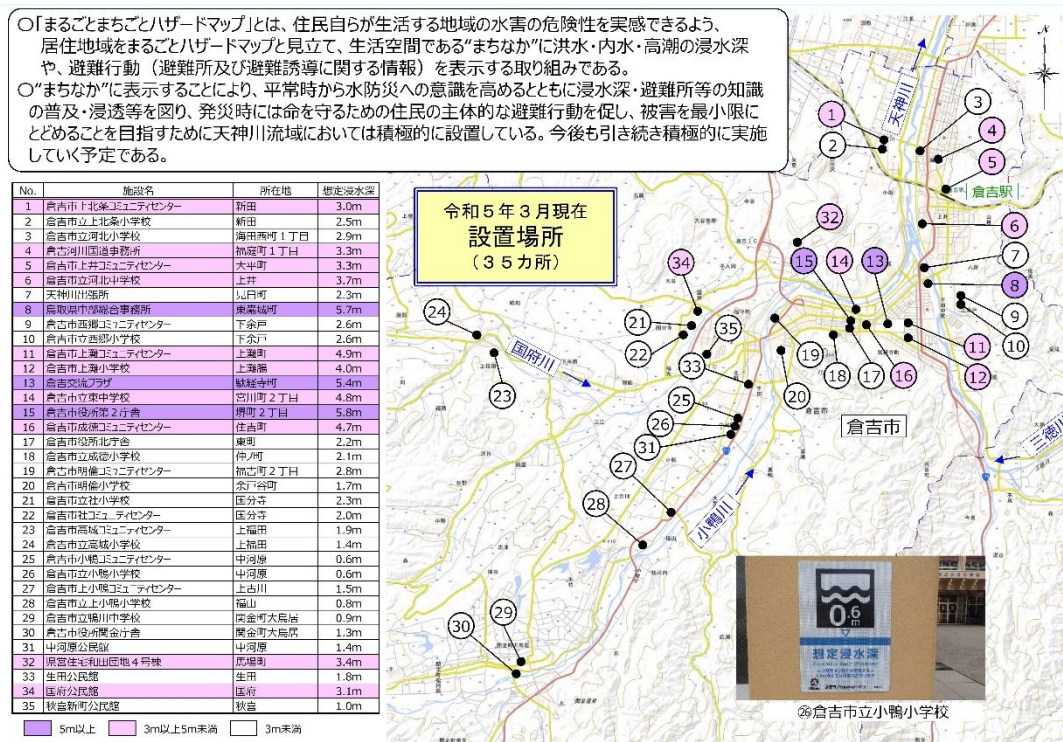 ○「まるごとまちごとハザードマップ」とは、住民自らが生活する地域の水害の危険性を実感できるよう、
居住地域をまるごとハザードマップと見立て、生活空間である“まちなか”に洪水・内水・高潮の浸水深
や、避難行動（避難所及び避難誘導に関する情報）を表示する取り組みである。
○“まちなか”に表示することにより、平常時から水防災への意識を高めるとともに浸水深・避難所等の知識
の普及・浸透等を図り、発災時には命を守るための住民の主体的な避難行動を促し、被害を最小限に
とどめることを目指すために天神川流域においては積極的に設置している。今後も引き続き積極的に実施
していく予定である。
No. 施設名 所在地 想定浸水深
1 倉吉市上北条コミュニティセンター 新田 3.0m
2 倉吉市立上北条小学校 新田 2.5m
3 倉吉市立河北小学校 海田西町1丁目 2.9m
4 倉吉河川国道事務所 福庭町1丁目 3.3m
5 倉吉市上井コミュニティセンター 大平町 3.3m
6 倉吉市立河北中学校 上井 3.7m
7 天神川出張所 見日町 2.3m
8 鳥取県中部総合事務所 東巌城町 5.7m
9 倉吉市西郷コミュニティセンター 下余戸 2.6m
10 倉吉市立西郷小学校 下余戸 2.6m
11 倉吉市上灘コミュニティセンター 上灘町 4.9m
12 倉吉市上灘小学校 上灘町 4.0m
13 倉吉交流プラザ 駄経寺町 5.4m
14 倉吉市立東中学校 宮川町2丁目 4.8m
15 倉吉市役所第2庁舎 堺町2丁目 5.8m
16 倉吉市成徳コミュニティセンター 住吉町 4.7m
17 倉吉市役所北庁舎 東町 2.2m
18 倉吉市立成徳小学校 仲ノ町 2.1m
19 倉吉市明倫コミュニティセンター 福吉町2丁目 2.8m
20 倉吉市明倫小学校 余戸谷町 1.7m
21 倉吉市立社小学校 国分寺 2.3m
22 倉吉市社コミュニティセンター 国分寺 2.0m
23 倉吉市高城コミュニティセンター 上福田 1.9m
24 倉吉市立高城小学校 上福田 1.4m
25 倉吉市小鴨コミュニティセンター 中河原 0.6m
26 倉吉市立小鴨小学校 中河原 0.6m
27 倉吉市上小鴨コミュニティセンター 上古川 1.5m
28 倉吉市立上小鴨小学校 福山 0.8m
29 倉吉市立鴨川中学校 関金町大鳥居 0.9m
30 倉吉市役所関金庁舎 関金町大鳥居 1.3m
31 中河原公民館 中河原 1.4m
32 県営住宅和田団地4号棟 馬場町 3.4m
33 生田公民館 生田 1.8m
34 国府公民館 国府 3.1m
35 秋喜新町公民館 秋喜 1.0m
5m以上 3m以上5m未満 3m未満
令和5年3月現在
設置場所
（35カ所）
天神川
倉吉駅
国府川
小鴨川
三徳川
倉吉市
1
2
3
4
5
6
7
8
9
10
11
12
13
14
15
16
17
18
19
20
21
22
23
24
25
26
27
28
29
30
31
32
33
34
35
0.6m
想定浸水深
㉖倉吉市立小鴨小学校